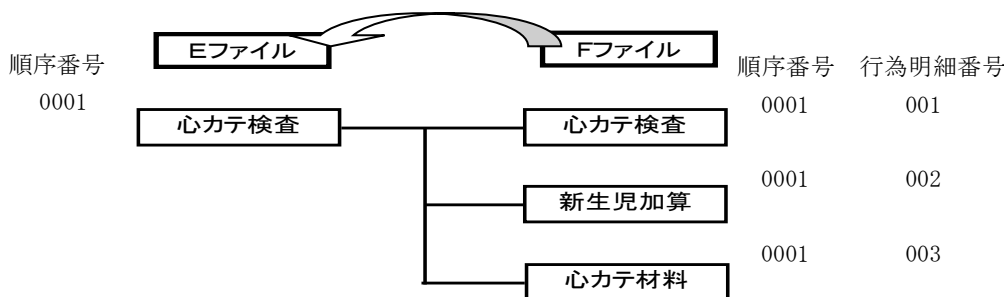 Eファイル Fファイル
順序番号 順序番号 行為明細番号
0001 0001 001
心カテ検査 心カテ検査
0001 002
新生児加算
0001 003
心カテ材料